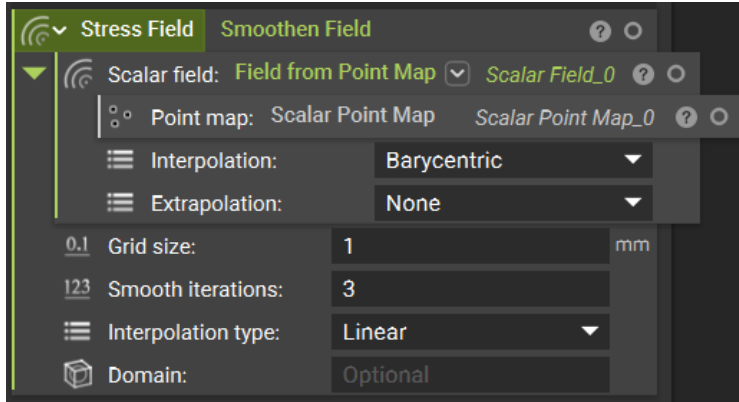 Stress Field Smoothen Field ?
Scalar field: Field from Point Map Scalar Field_0 ?
Point map: Scalar Point Map Scalar Point Map_0 ?
Interpolation: Barycentric
Extrapolation: None
0.1 Grid size: 1 mm
123 Smooth iterations: 3
Interpolation type: Linear
Domain: Optional